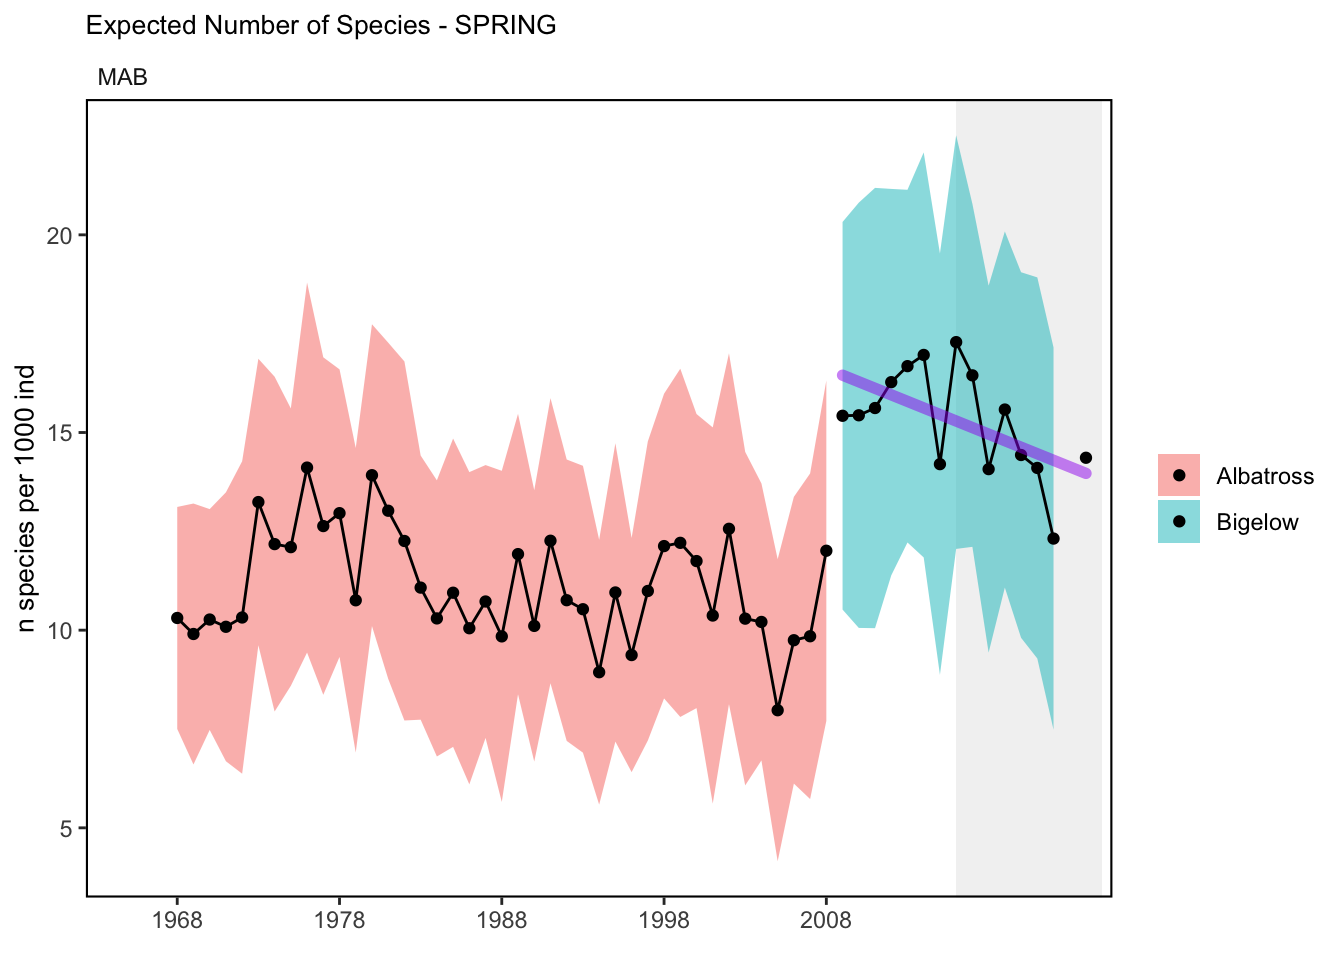 Expected Number of Species - SPRING
MAB
n species per 1000 ind
20
15
10
5
1968 1978 1988 1998 2008
Albatross
Bigelow